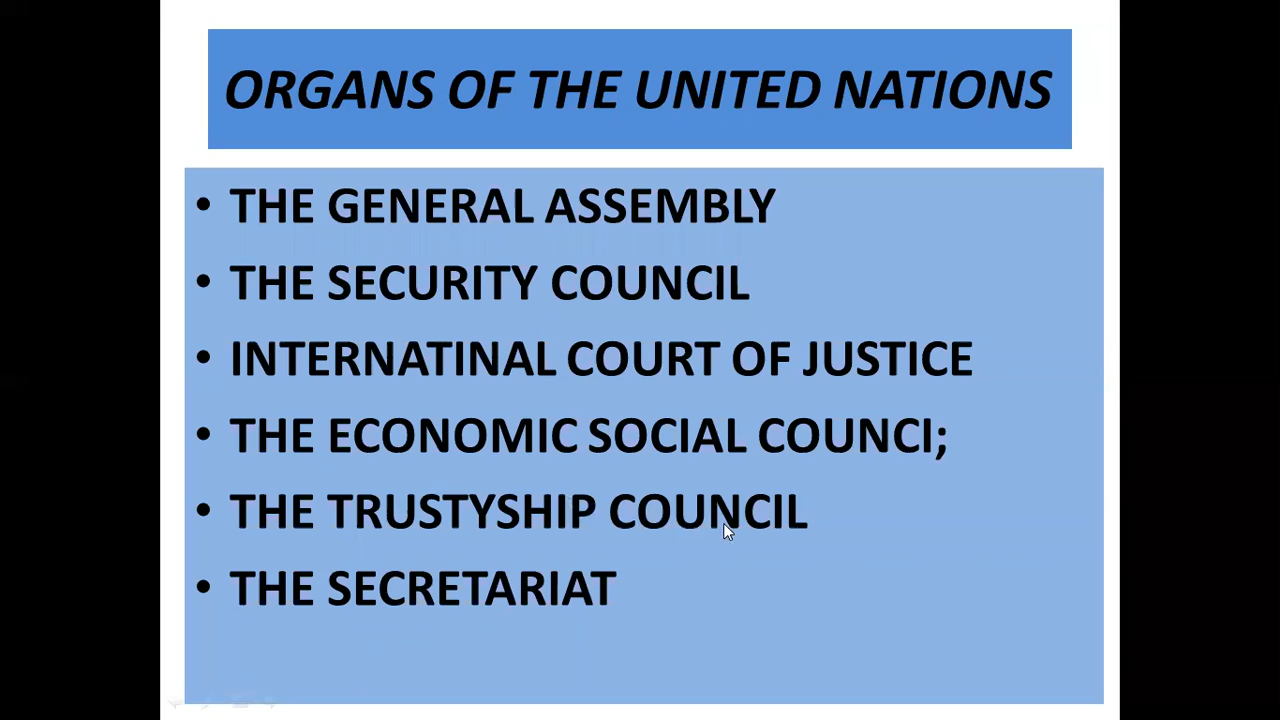 ORGANS OF THE UNITED NATIONS
• THE GENERAL ASSEMBLY
• THE SECURITY COUNCIL
• INTERNATINAL COURT OF JUSTICE
• THE ECONOMIC SOCIAL COUNCI;
• THE TRUSTYSHIP COUNCIL
• THE SECRETARIAT